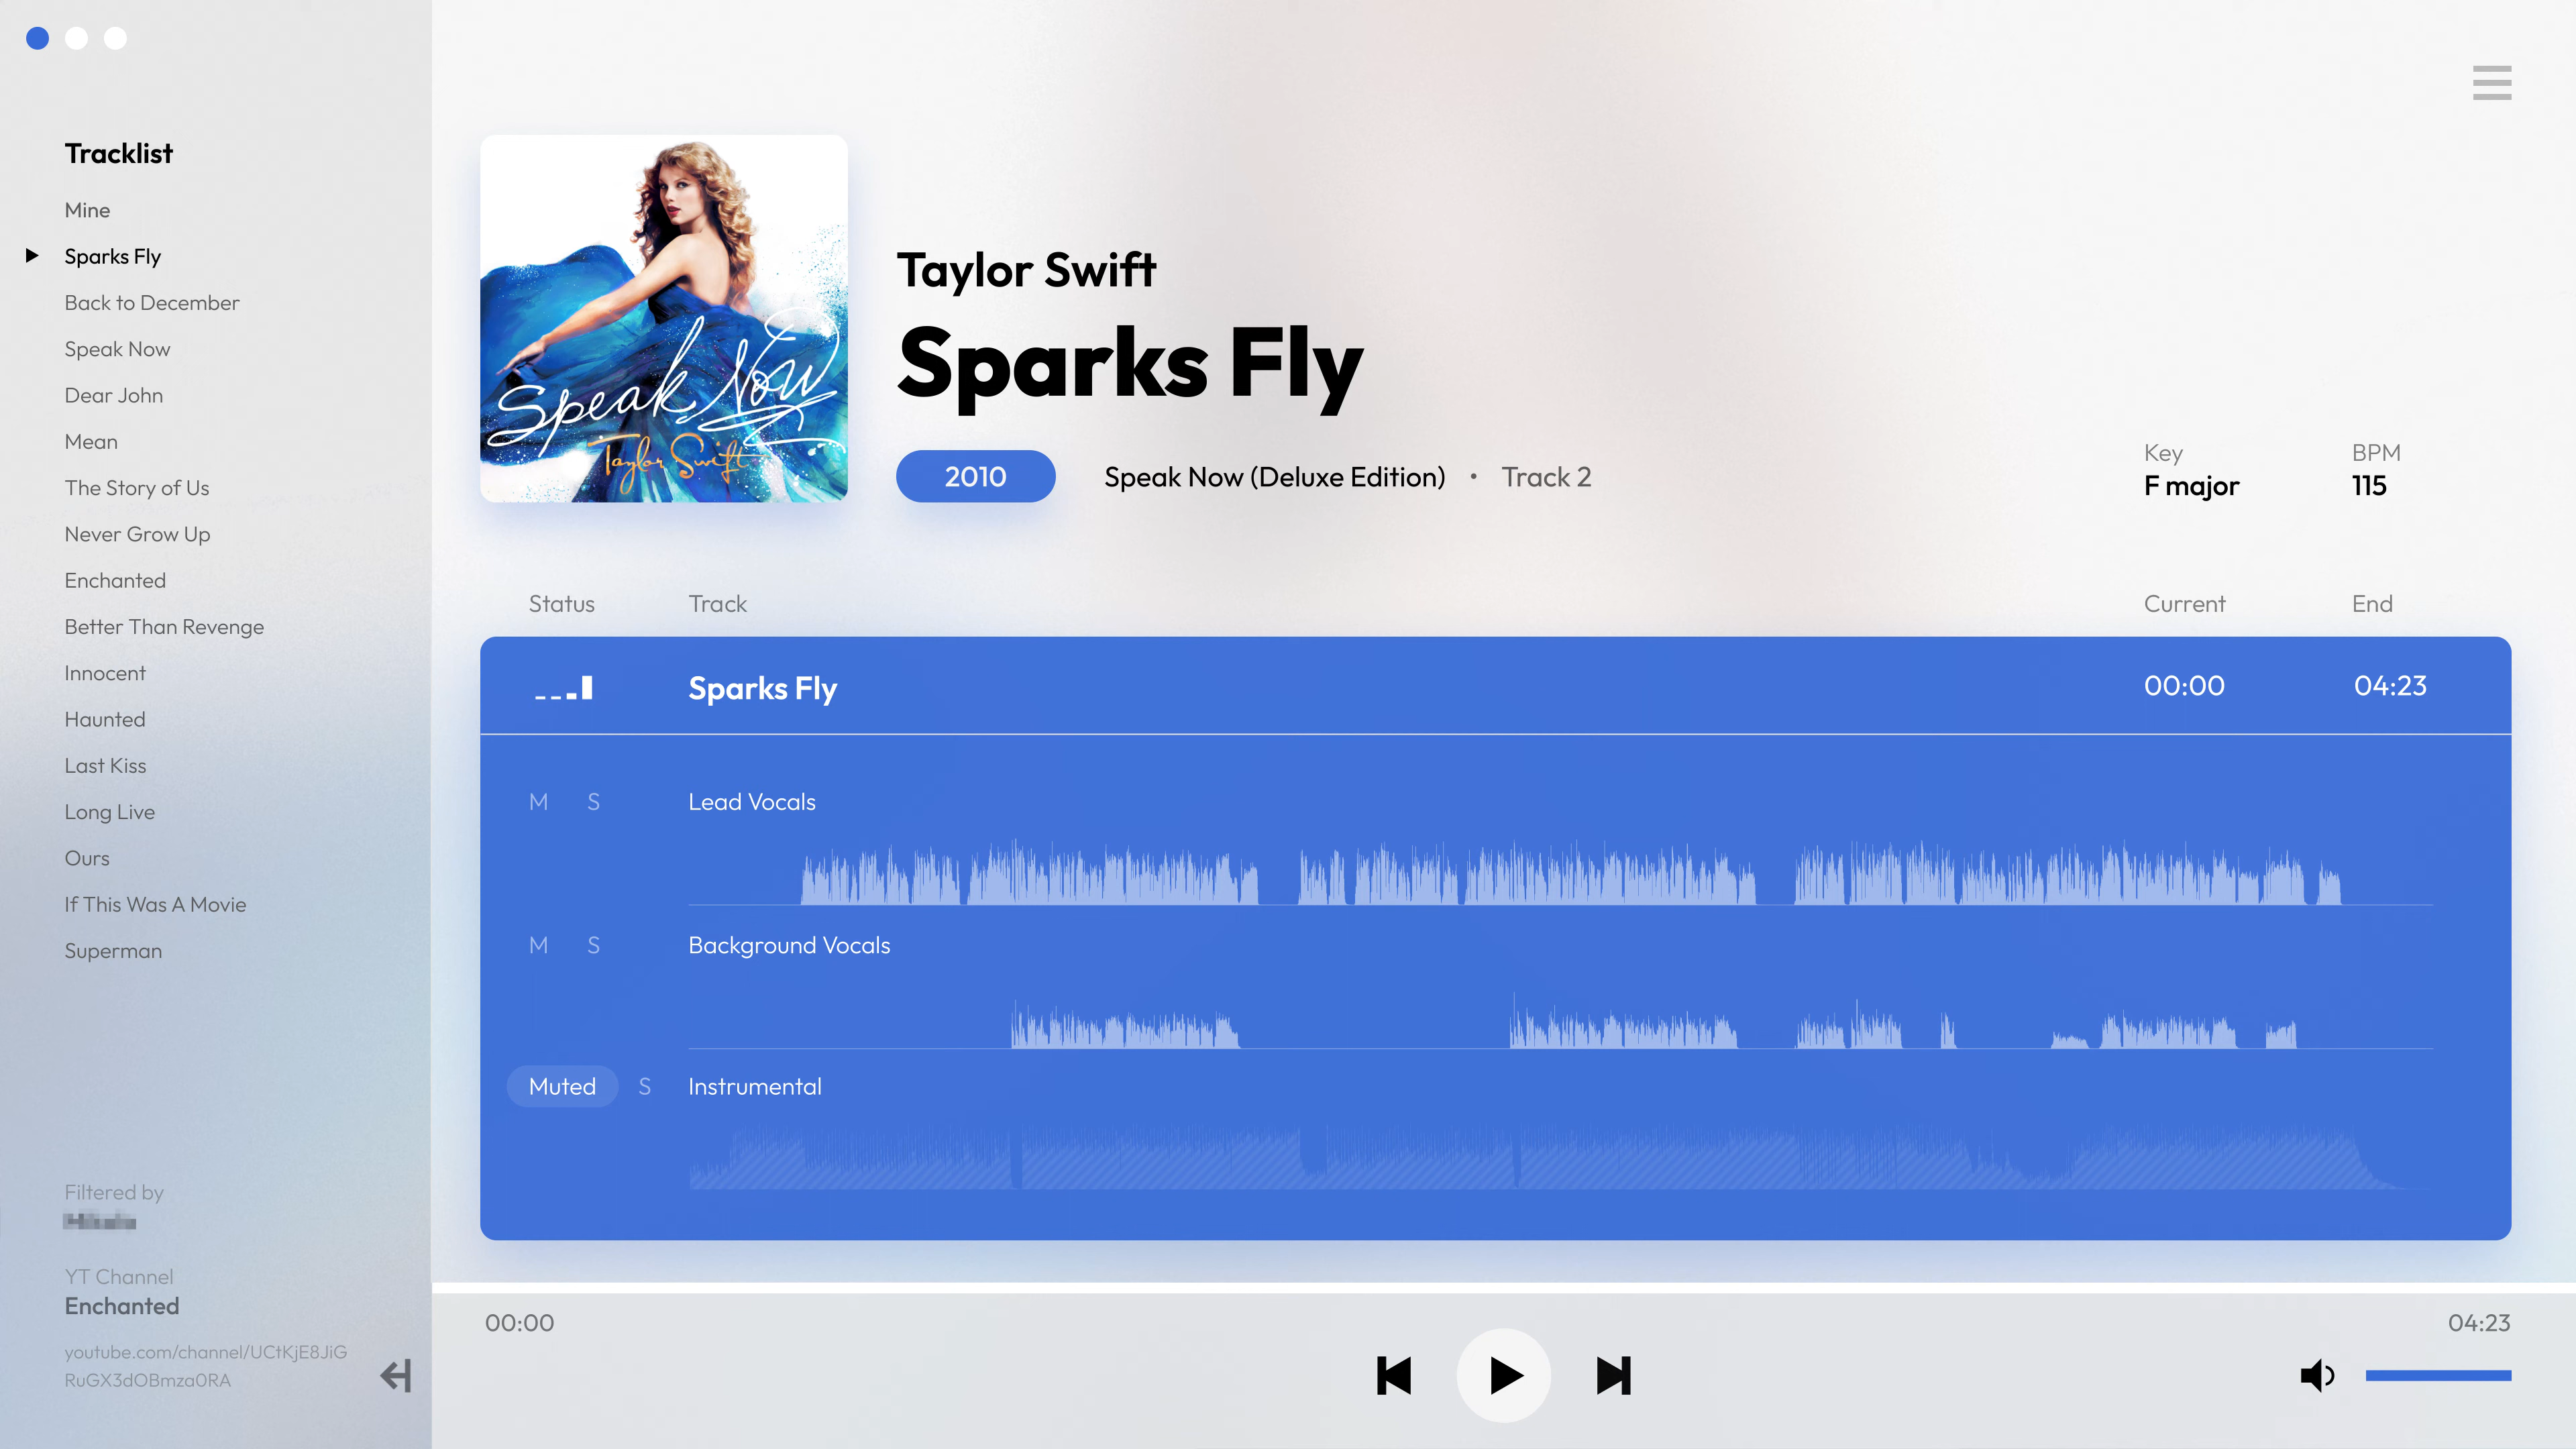 Tracklist
Mine
Sparks Fly
Back to December
Speak Now
Dear John
Mean
The Story of Us
Never Grow Up
Enchanted
Better Than Revenge
Innocent
Haunted
Last Kiss
Long Live
Ours
If This Was A Movie
Superman
Filtered by
YT Channel
Enchanted
youtube.com/channel/UCtKjE8JiG
RuGX3dOBmza0RA
Speak Now
Taylor Swift
Taylor Swift
Sparks Fly
2010 Speak Now (Deluxe Edition) • Track 2
Key BPM
F major 115
Status Track Current End
Sparks Fly 00:00 04:23
M S Lead Vocals
M S Background Vocals
Muted S Instrumental
00:00 04:23